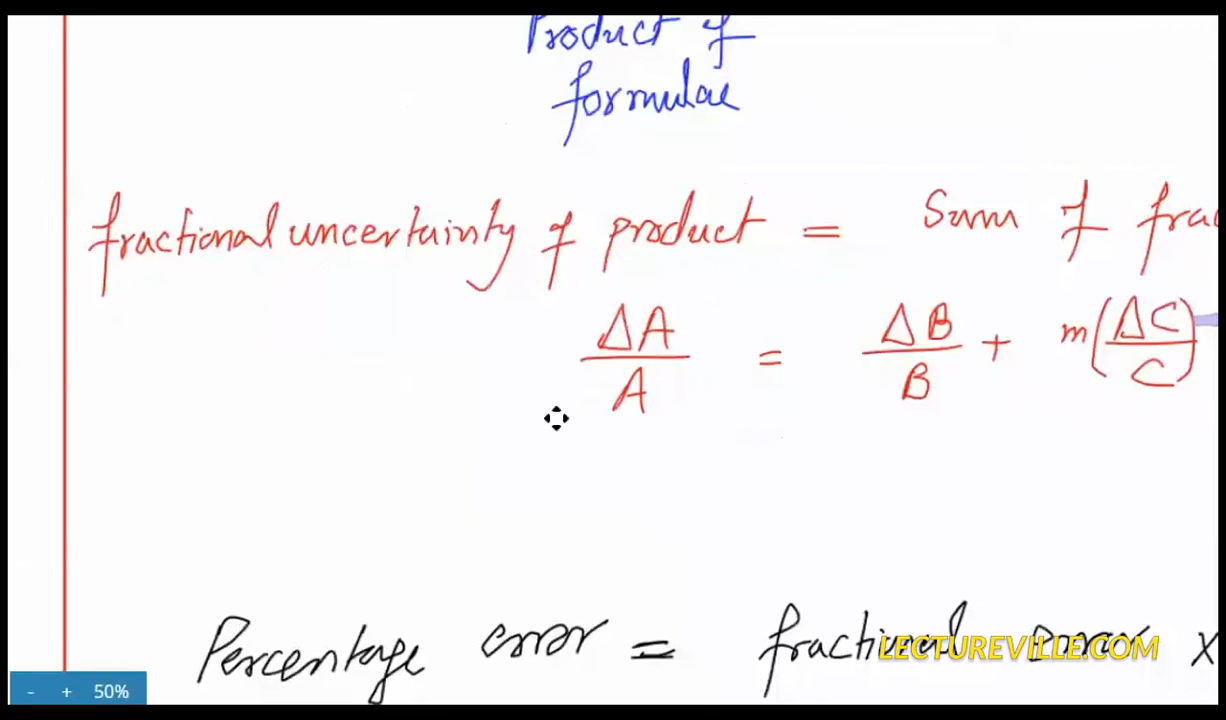 Product of
formulae
fractional uncertainty of product = Sum of frac
ΔA/A = ΔB/B + m(ΔC/C)
Percentage error = fractional error x
LECTUREVILLE.COM
- + 50%